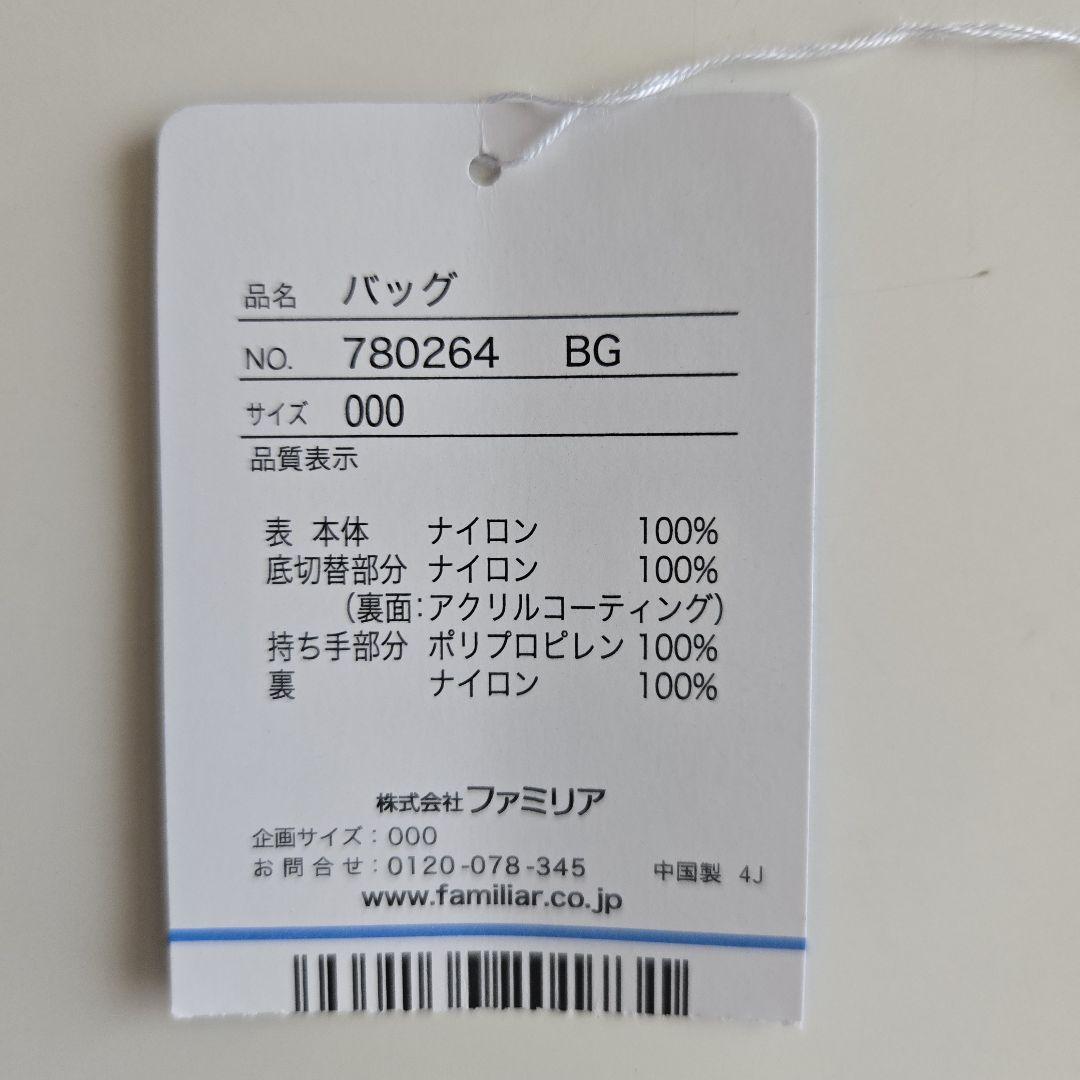 品名 バッグ
NO. 780264 BG
サイズ 000
品質表示
表 本体 ナイロン 100%
底切替部分 ナイロン 100%
(裏面:アクリルコーティング)
持ち手部分 ポリプロピレン 100%
裏 ナイロン 100%
株式会社ファミリア
企画サイズ:000
お問合せ:0120-078-345 中国製 4J
www.familiar.co.jp